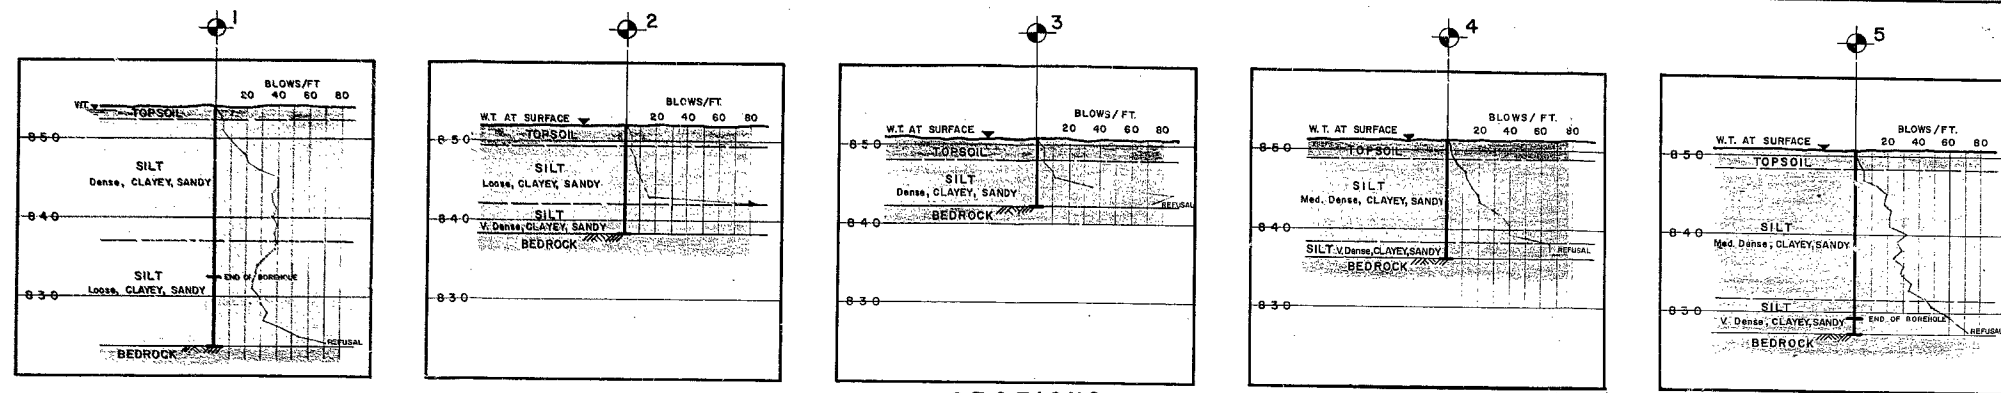 1
BLOWS/FT
20 40 60 80
W.T.
TOPSOIL
850
SILT
Dense, CLAYEY, SANDY
840
SILT
END OF BOREHOLE
Loose, CLAYEY, SANDY
830
REFUSAL
BEDROCK
2
BLOWS/FT.
W.T. AT SURFACE
20 40 60 80
850
TOPSOIL
SILT
Loose, CLAYEY, SANDY
840
SILT
V. Dense, CLAYEY, SANDY
BEDROCK
830
3
BLOWS/FT.
W.T. AT SURFACE
20 40 60 80
850
TOPSOIL
SILT
Dense, CLAYEY, SANDY
REFUSAL
BEDROCK
840
830
4
BLOWS/FT.
W.T. AT SURFACE
20 40 60 80
850
TOPSOIL
SILT
Med. Dense, CLAYEY, SANDY
840
SILT V. Dense, CLAYEY, SANDY
REFUSAL
BEDROCK
830
5
BLOWS/FT.
W.T. AT SURFACE
20 40 60 80
850
TOPSOIL
SILT
Med. Dense, CLAYEY, SANDY
840
SILT
830
V. Dense, CLAYEY, SANDY
END OF BOREHOLE
REFUSAL
BEDROCK